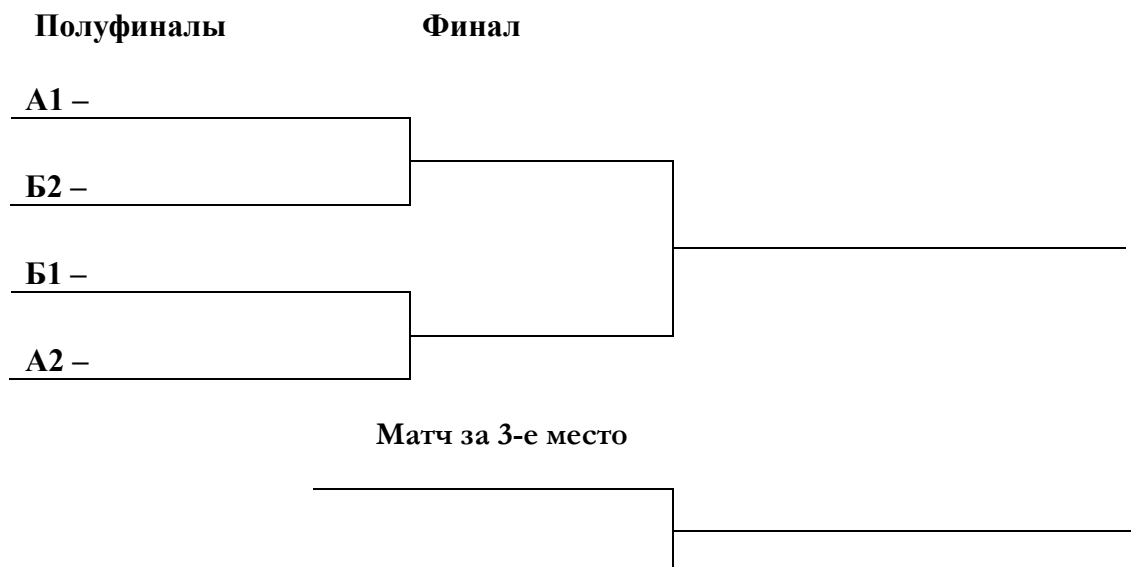 Полуфиналы Финал
А1 –
Б2 –
Б1 –
А2 –
Матч за 3-е место